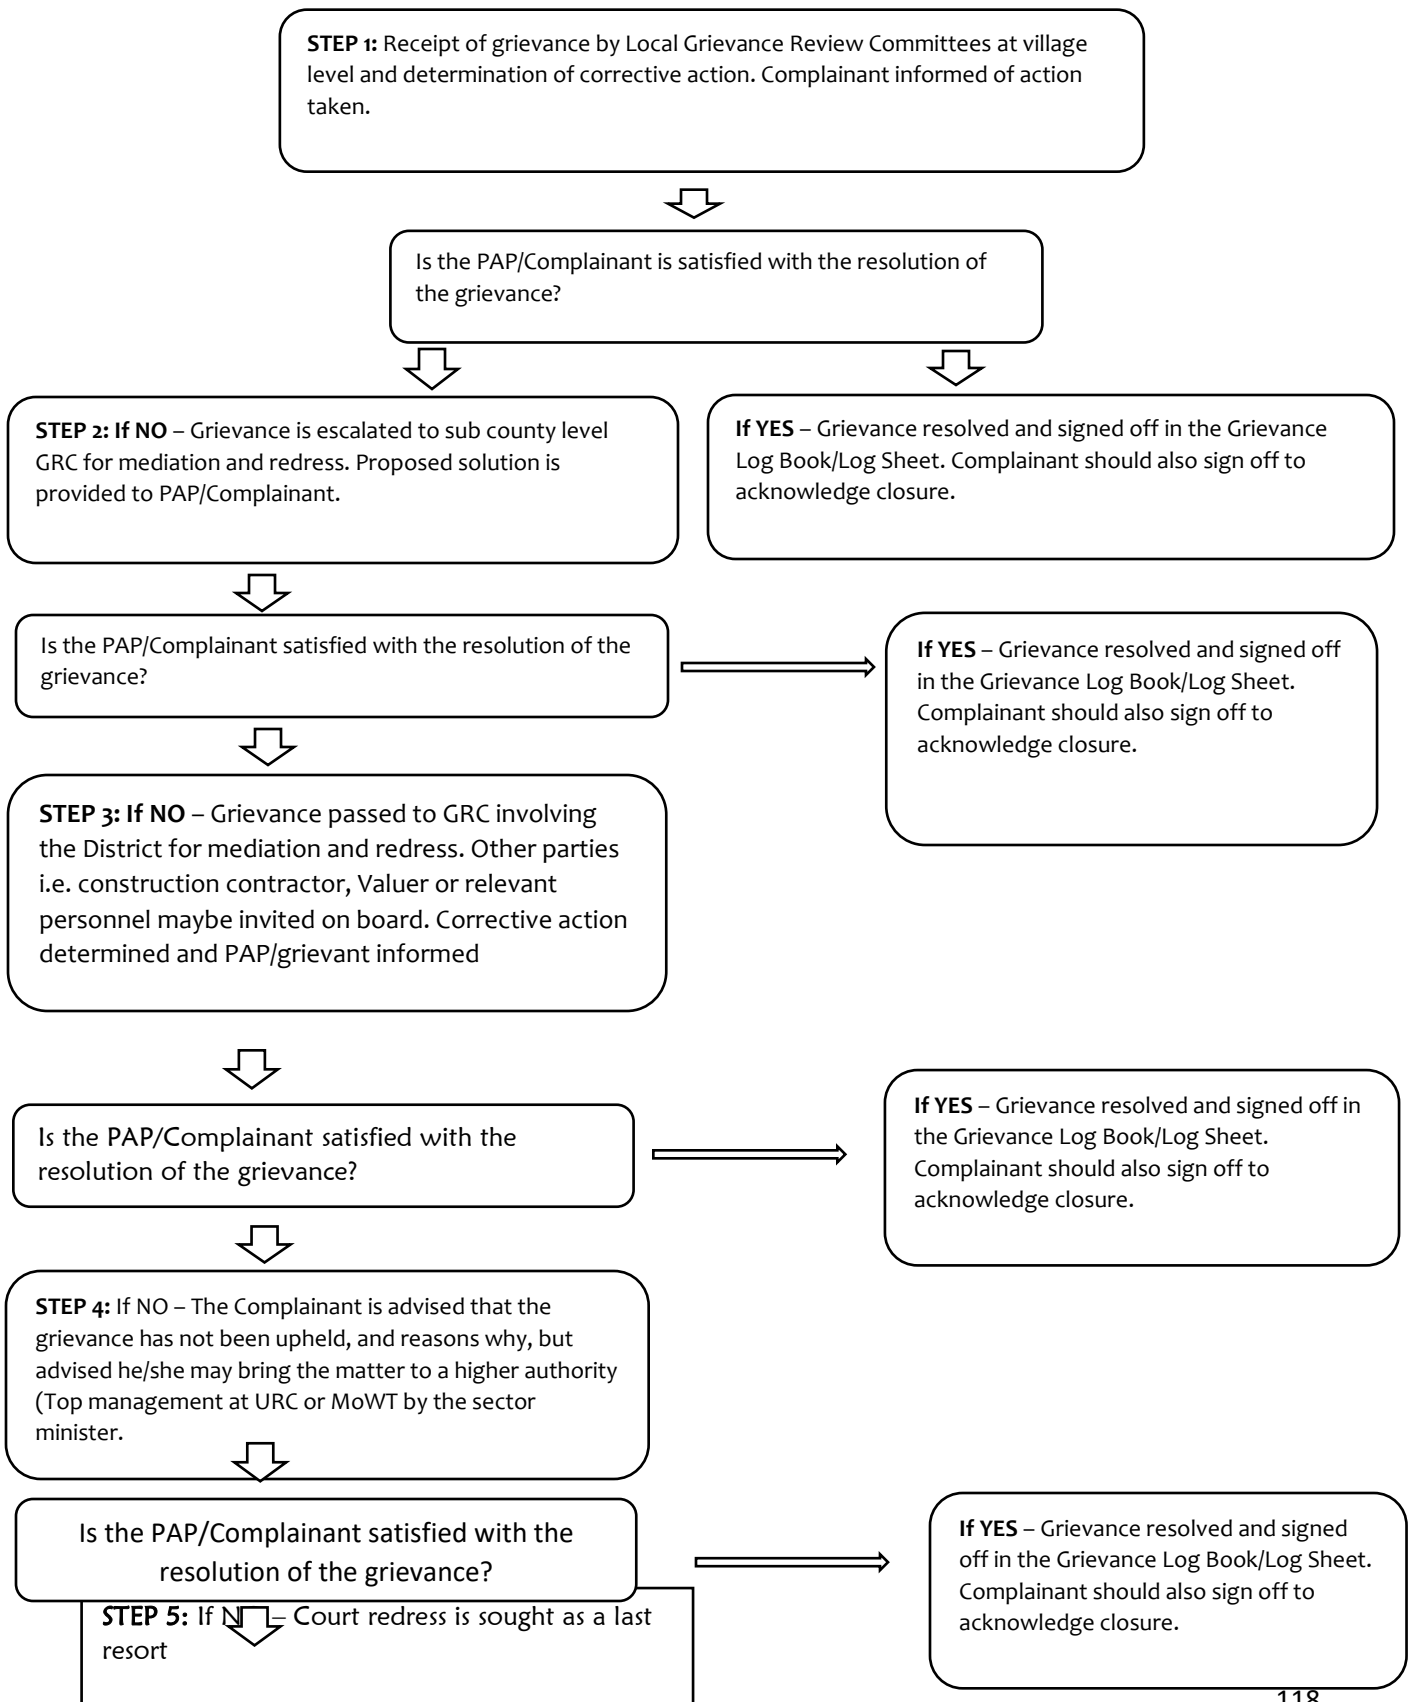 STEP 1: Receipt of grievance by Local Grievance Review Committees at village
level and determination of corrective action. Complainant informed of action
taken.
Is the PAP/Complainant is satisfied with the resolution of
the grievance?
STEP 2: If NO – Grievance is escalated to sub county level
GRC for mediation and redress. Proposed solution is
provided to PAP/Complainant.
If YES – Grievance resolved and signed off in the Grievance
Log Book/Log Sheet. Complainant should also sign off to
acknowledge closure.
Is the PAP/Complainant satisfied with the resolution of the
grievance?
If YES – Grievance resolved and signed off
in the Grievance Log Book/Log Sheet.
Complainant should also sign off to
acknowledge closure.
STEP 3: If NO – Grievance passed to GRC involving
the District for mediation and redress. Other parties
i.e. construction contractor, Valuer or relevant
personnel maybe invited on board. Corrective action
determined and PAP/grievant informed
Is the PAP/Complainant satisfied with the
resolution of the grievance?
If YES – Grievance resolved and signed off in
the Grievance Log Book/Log Sheet.
Complainant should also sign off to
acknowledge closure.
STEP 4: If NO – The Complainant is advised that the
grievance has not been upheld, and reasons why, but
advised he/she may bring the matter to a higher authority
(Top management at URC or MoWT by the sector
minister.
Is the PAP/Complainant satisfied with the
resolution of the grievance?
If YES – Grievance resolved and signed
off in the Grievance Log Book/Log Sheet.
Complainant should also sign off to
acknowledge closure.
STEP 5: If – Court redress is sought as a last
resort
118